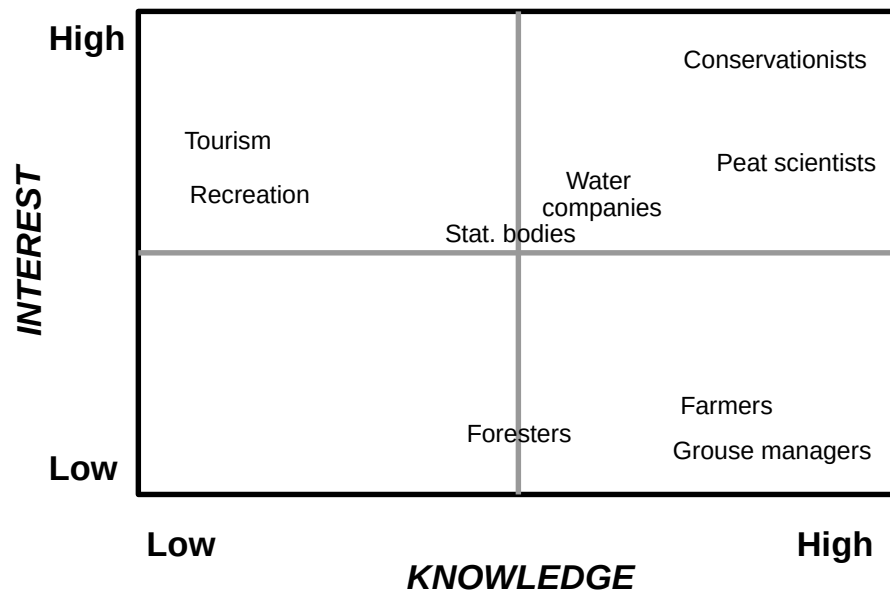 High
Conservationists
Tourism
Peat scientists
Water
companies
Recreation
Stat. bodies
INTEREST
Farmers
Foresters
Grouse managers
Low
Low
High
KNOWLEDGE